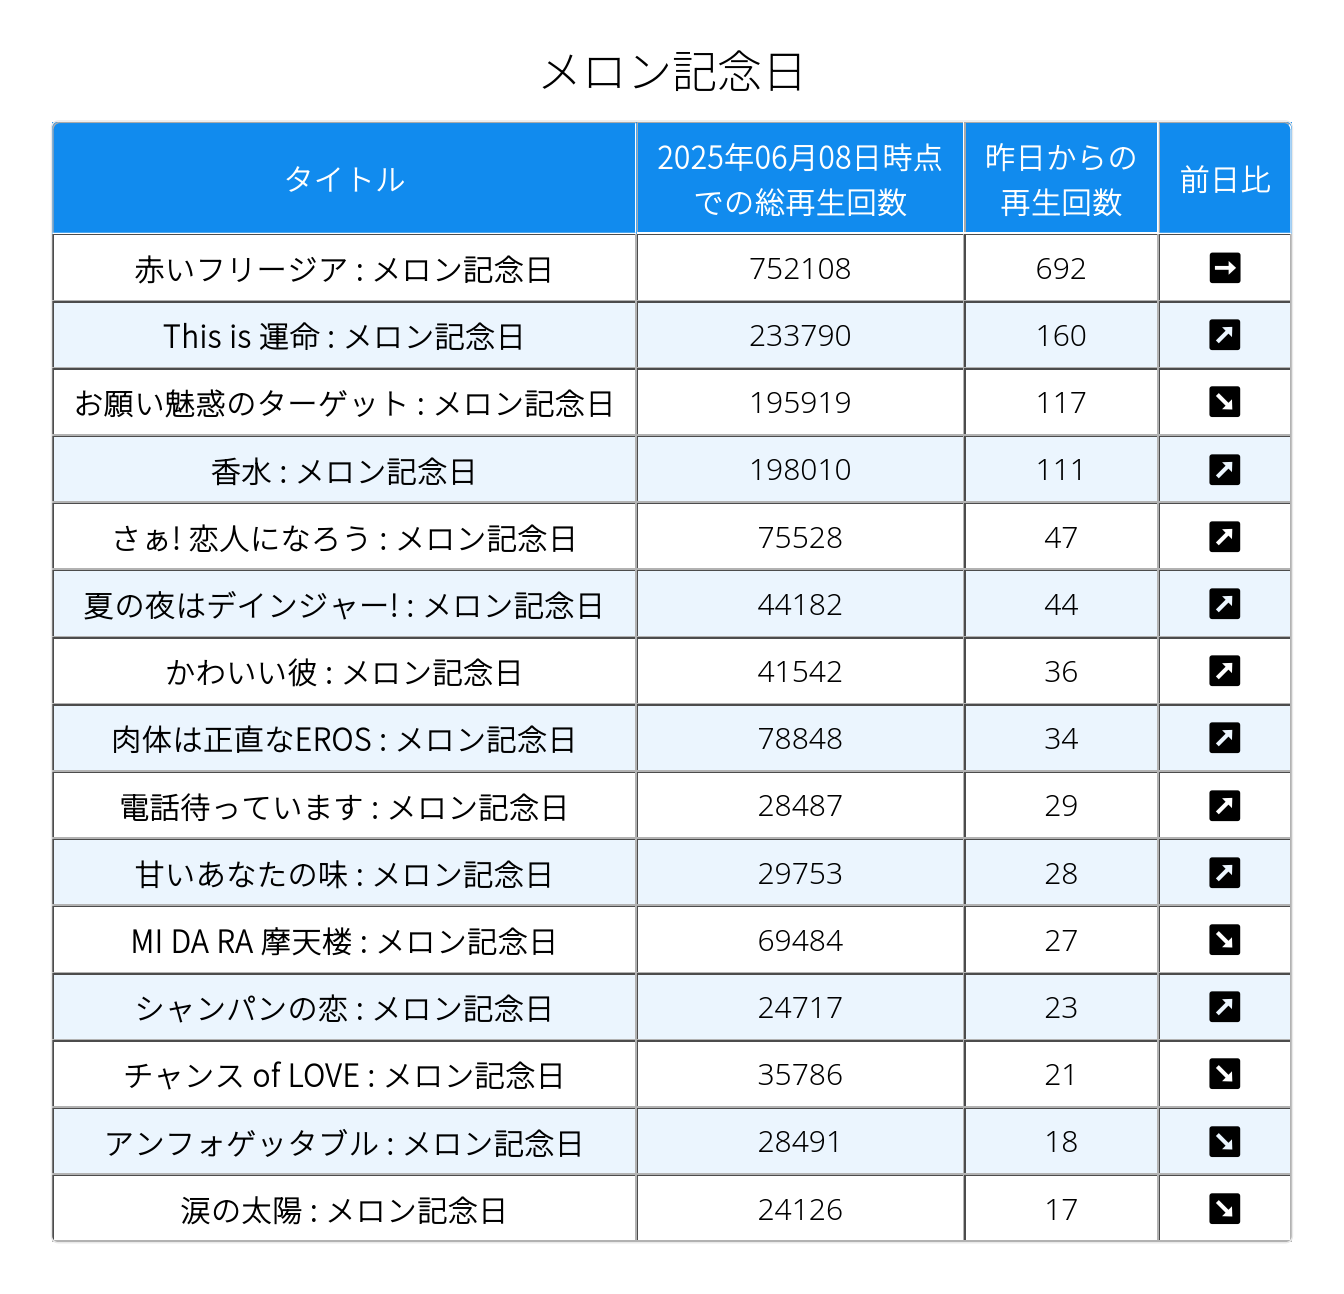 メロン記念日
タイトル 2025年06月08日時点での総再生回数 昨日からの再生回数 前日比
赤いフリージア : メロン記念日 752108 692 ➡
This is 運命 : メロン記念日 233790 160 ↗
お願い魅惑のターゲット : メロン記念日 195919 117 ↘
香水 : メロン記念日 198010 111 ↗
さぁ! 恋人になろう : メロン記念日 75528 47 ↗
夏の夜はデインジャー! : メロン記念日 44182 44 ↗
かわいい彼 : メロン記念日 41542 36 ↗
肉体は正直なEROS : メロン記念日 78848 34 ↗
電話待っています : メロン記念日 28487 29 ↗
甘いあなたの味 : メロン記念日 29753 28 ↗
MI DA RA 摩天楼 : メロン記念日 69484 27 ↘
シャンパンの恋 : メロン記念日 24717 23 ↗
チャンス of LOVE : メロン記念日 35786 21 ↘
アンフォゲッタブル : メロン記念日 28491 18 ↘
涙の太陽 : メロン記念日 24126 17 ↘